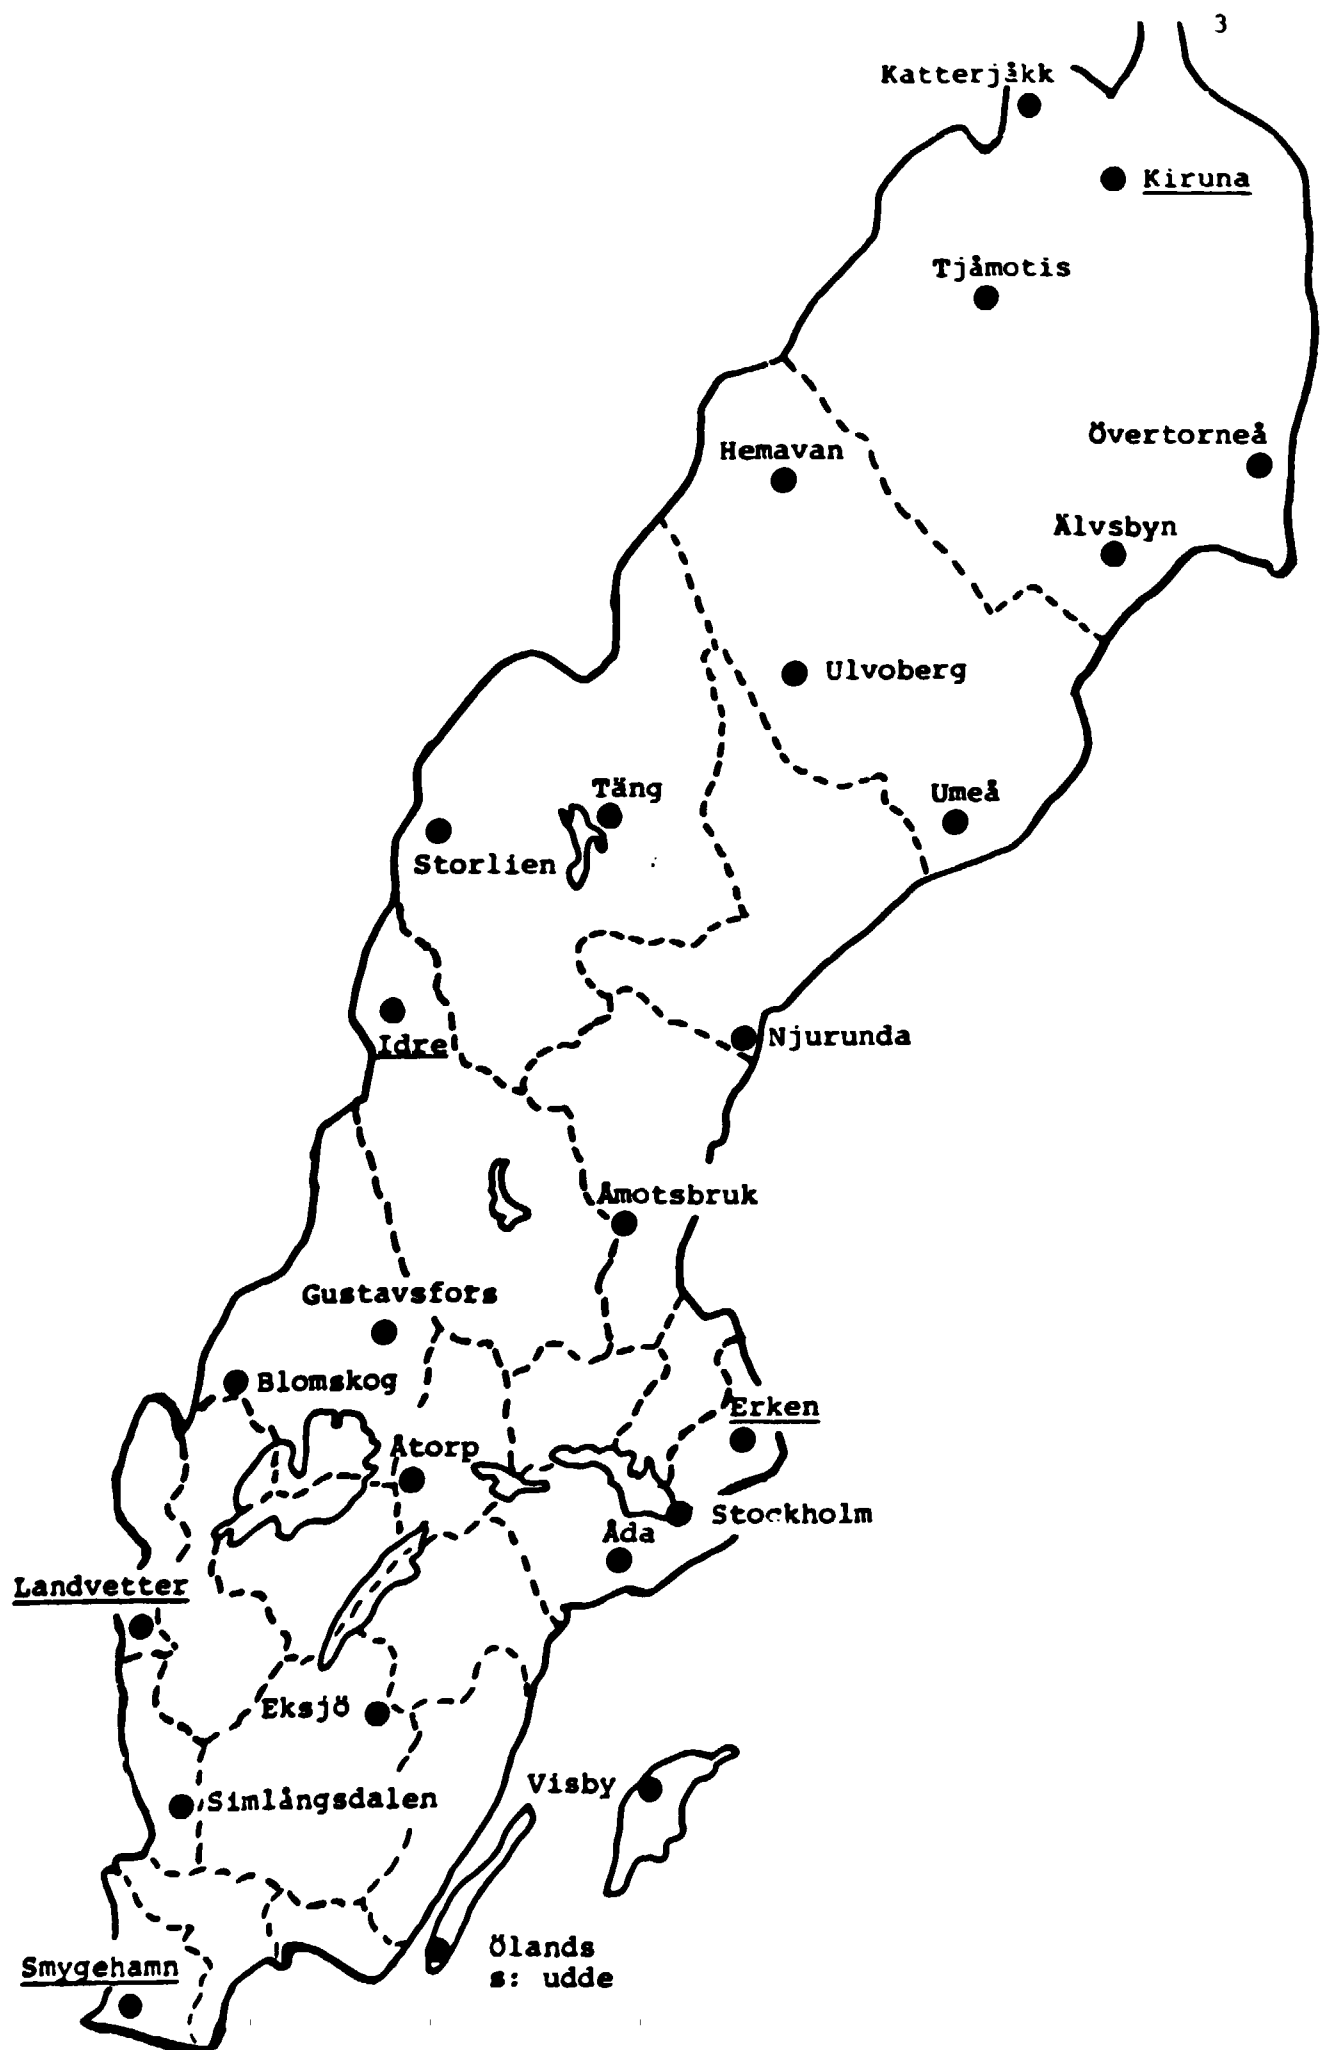 3
Katterjåkk
Kiruna
Tjåmotis
Övertorneå
Hemavan
Älvsbyn
Ulvoberg
Täng
Umeå
Storlien
Njurunda
Idre
Åmotsbruk
Gustavsfors
Blomskog
Erken
Åtorp
Stockholm
Åda
Landvetter
Eksjö
Visby
Simlångsdalen
Ölands
s: udde
Smygehamn